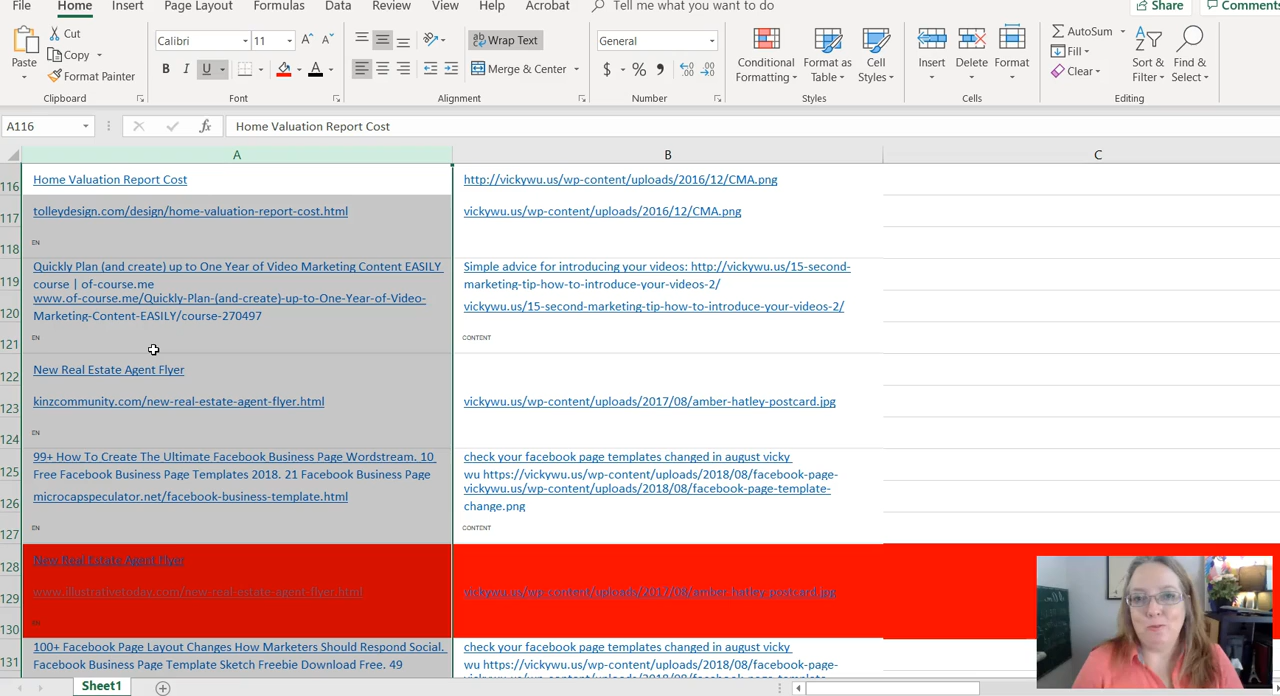 File Home Insert Page Layout Formulas Data Review View Help Acrobat Tell me what you want to do Share Comments
Paste Cut Copy Format Painter Clipboard
Calibri 11 B I U Font
Wrap Text Merge & Center Alignment
General $ % , Number
Conditional Formatting Format as Table Cell Styles Styles
Insert Delete Format Cells
AutoSum Fill Clear Sort & Filter Find & Select Editing
A116 fx Home Valuation Report Cost
A B C
116 Home Valuation Report Cost http://vickywu.us/wp-content/uploads/2016/12/CMA.png
117 tolleydesign.com/design/home-valuation-report-cost.html vickywu.us/wp-content/uploads/2016/12/CMA.png
118 EN
119 Quickly Plan (and create) up to One Year of Video Marketing Content EASILY Simple advice for introducing your videos: http://vickywu.us/15-second-
course | of-course.me marketing-tip-how-to-introduce-your-videos-2/
120 www.of-course.me/Quickly-Plan-(and-create)-up-to-One-Year-of-Video- vickywu.us/15-second-marketing-tip-how-to-introduce-your-videos-2/
Marketing-Content-EASILY/course-270497
121 EN CONTENT
122 New Real Estate Agent Flyer
123 kinzcommunity.com/new-real-estate-agent-flyer.html vickywu.us/wp-content/uploads/2017/08/amber-hatley-postcard.jpg
124 EN
125 99+ How To Create The Ultimate Facebook Business Page Wordstream. 10 check your facebook page templates changed in august vicky
Free Facebook Business Page Templates 2018. 21 Facebook Business Page wu https://vickywu.us/wp-content/uploads/2018/08/facebook-page-
126 microcapspeculator.net/facebook-business-template.html vickywu.us/wp-content/uploads/2018/08/facebook-page-template-
change.png
127 EN CONTENT
128 New Real Estate Agent Flyer
129 www.illustrativetoday.com/new-real-estate-agent-flyer.html vickywu.us/wp-content/uploads/2017/08/amber-hatley-postcard.jpg
130 EN
131 100+ Facebook Page Layout Changes How Marketers Should Respond Social. check your facebook page templates changed in august vicky
Facebook Business Page Template Sketch Freebie Download Free. 49 wu https://vickywu.us/wp-content/uploads/2018/08/facebook-page-
Sheet1